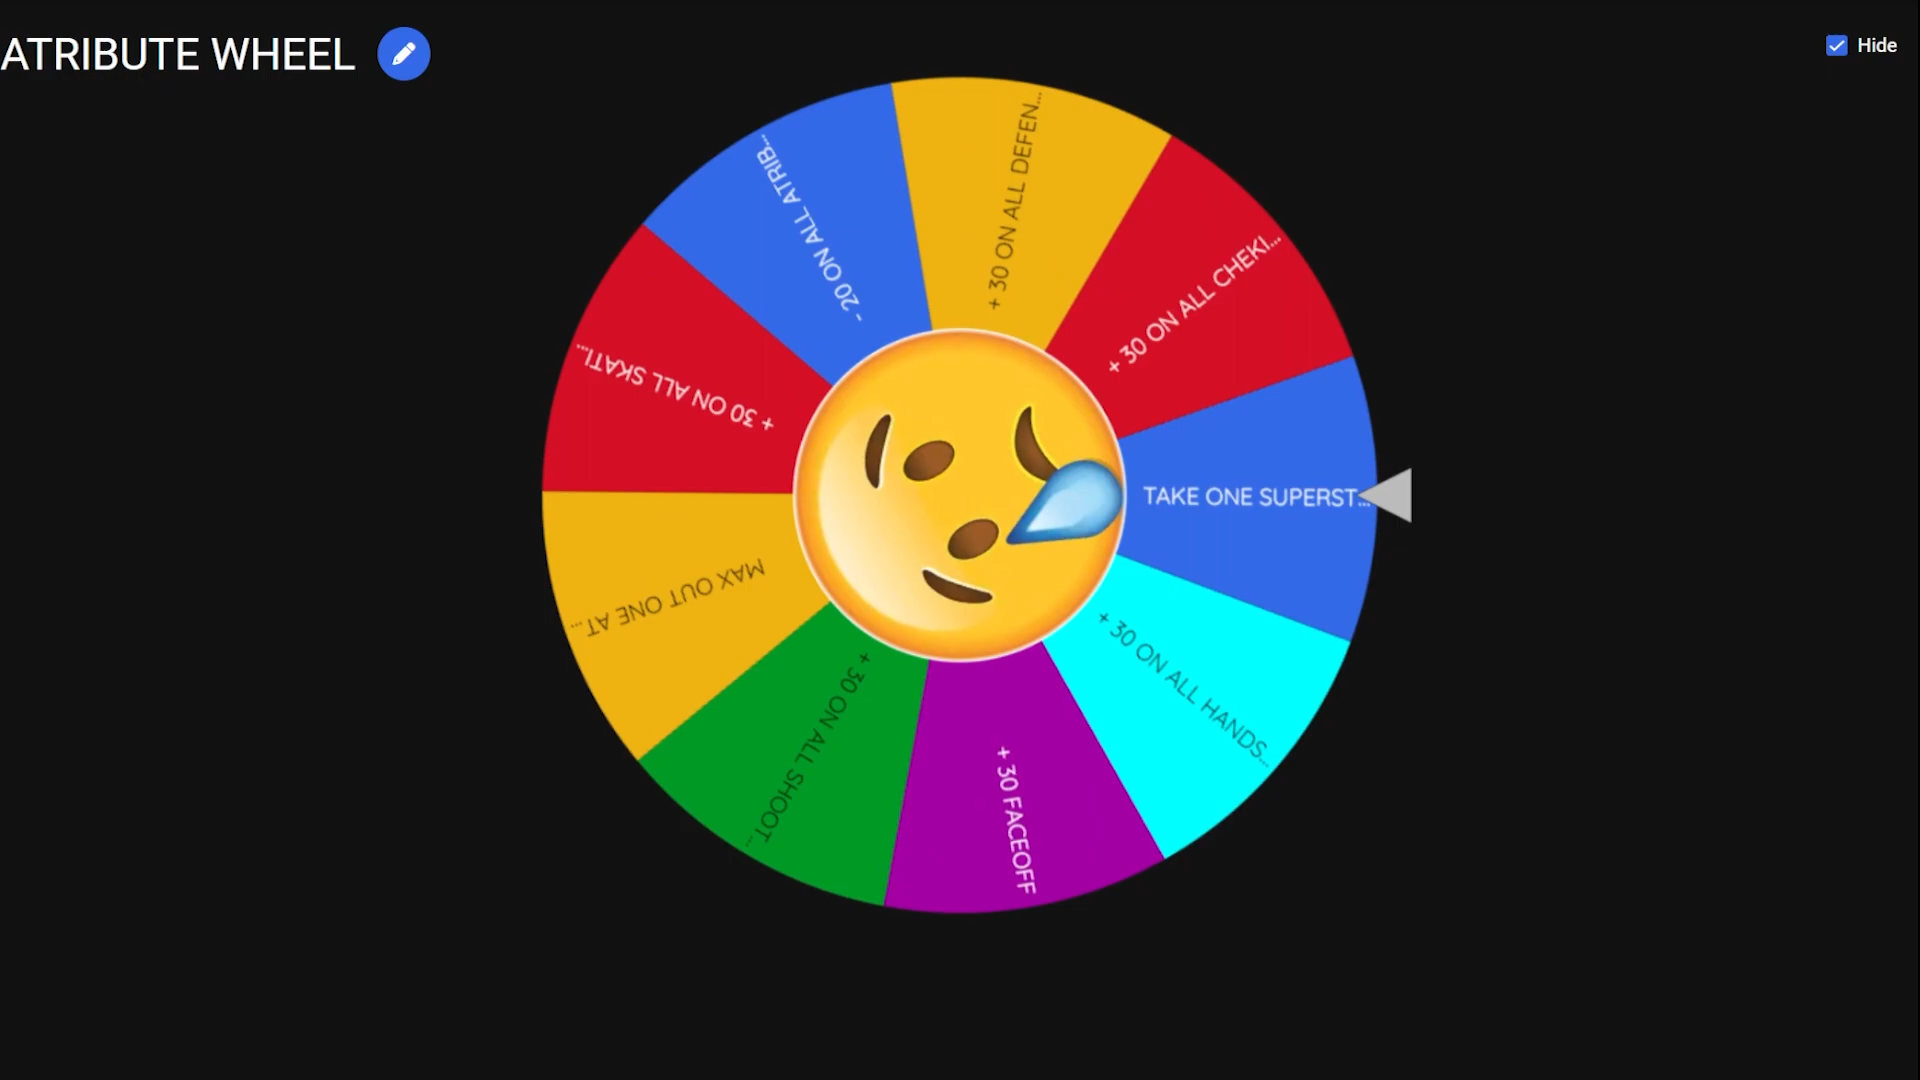 ATRIBUTE WHEEL
Hide
+ 30 ON ALL DEFEN...
+ 30 ON ALL CHEKI...
TAKE ONE SUPERST...
+ 30 ON ALL HANDS...
+ 30 FACEOFF
+ 30 ON ALL SHOOT...
MAX OUT ONE AT...
+ 30 ON ALL SKATI...
- 20 ON ALL ATRIB...